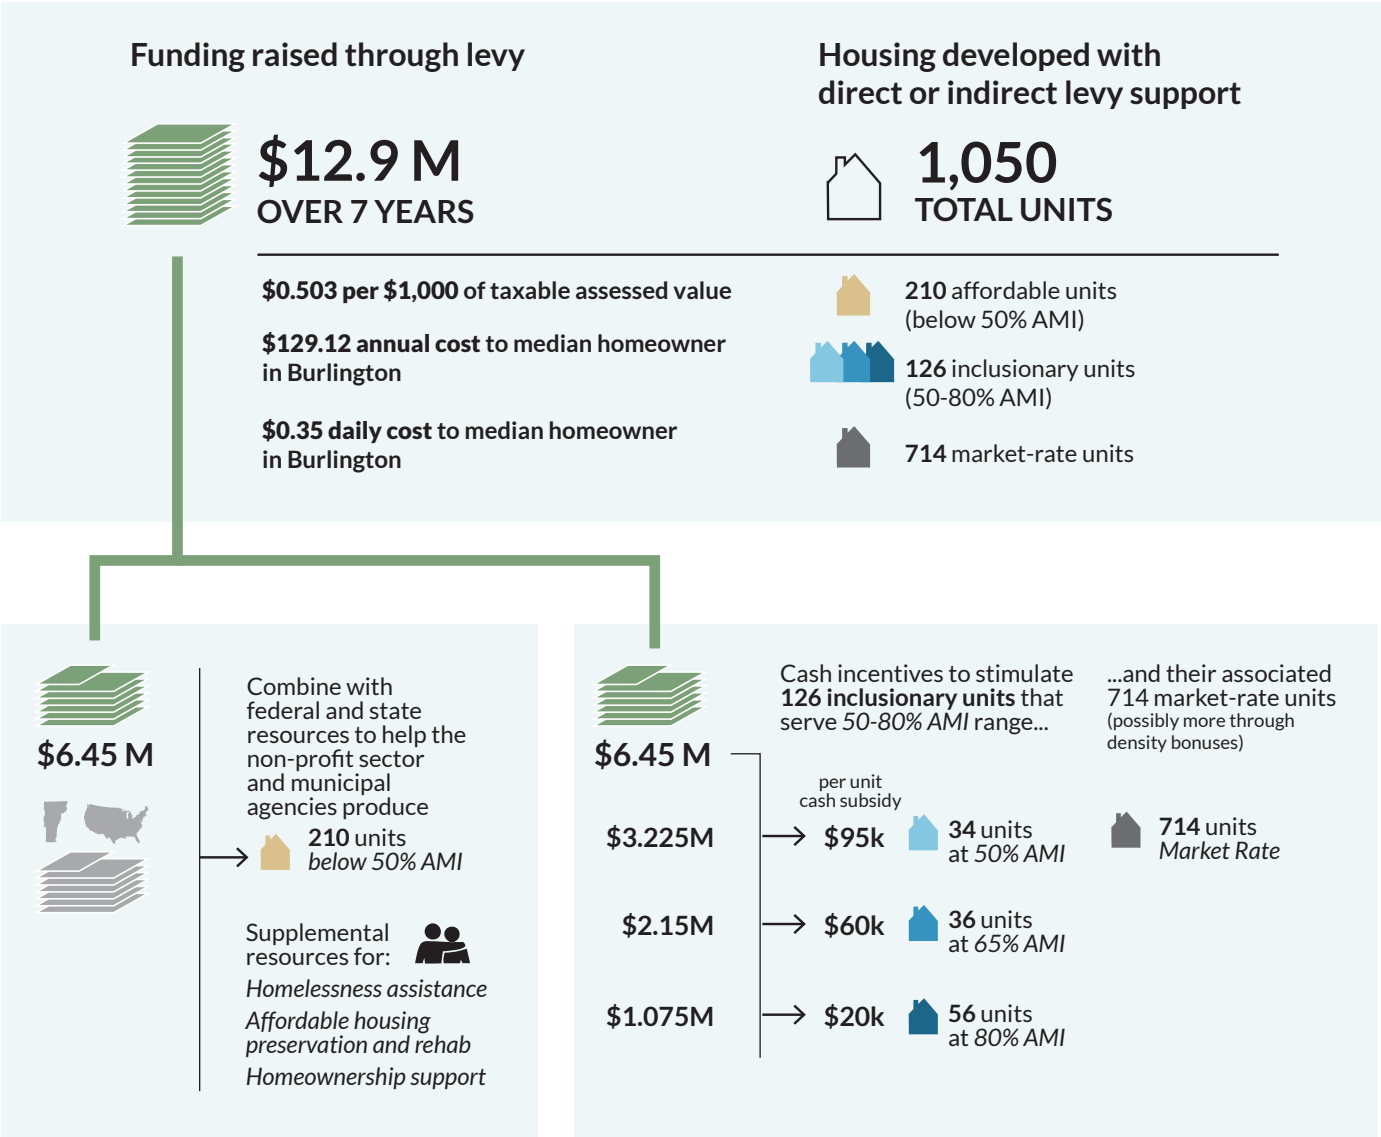 Funding raised through levy
$12.9 M
OVER 7 YEARS
Housing developed with
direct or indirect levy support
1,050
TOTAL UNITS
$0.503 per $1,000 of taxable assessed value
$129.12 annual cost to median homeowner
in Burlington
$0.35 daily cost to median homeowner
in Burlington
210 affordable units
(below 50% AMI)
126 inclusionary units
(50-80% AMI)
714 market-rate units
$6.45 M
Combine with
federal and state
resources to help the
non-profit sector
and municipal
agencies produce
210 units
below 50% AMI
Supplemental
resources for:
Homelessness assistance
Affordable housing
preservation and rehab
Homeownership support
$6.45 M
Cash incentives to stimulate
126 inclusionary units that
serve 50-80% AMI range...
...and their associated
714 market-rate units
(possibly more through
density bonuses)
per unit
cash subsidy
$3.225M
$95k
34 units
at 50% AMI
714 units
Market Rate
$2.15M
$60k
36 units
at 65% AMI
$1.075M
$20k
56 units
at 80% AMI